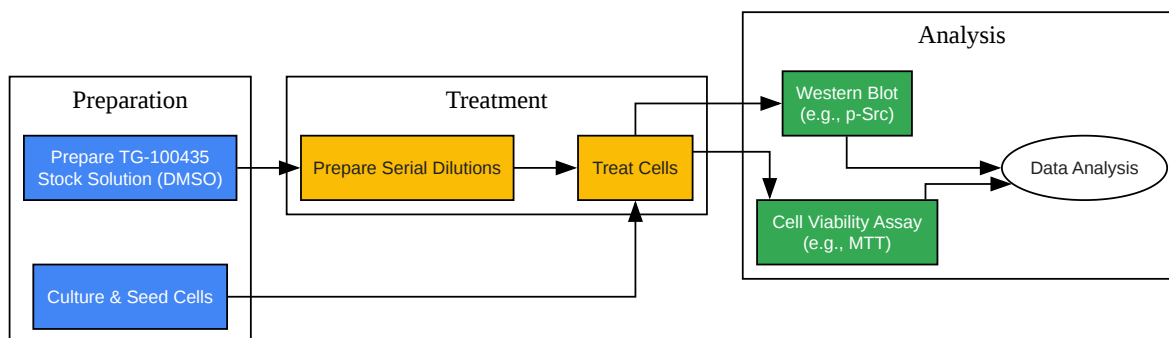 Preparation
Prepare TG-100435
Stock Solution (DMSO)
Culture & Seed Cells
Treatment
Prepare Serial Dilutions
Treat Cells
Analysis
Western Blot
(e.g., p-Src)
Cell Viability Assay
(e.g., MTT)
Data Analysis